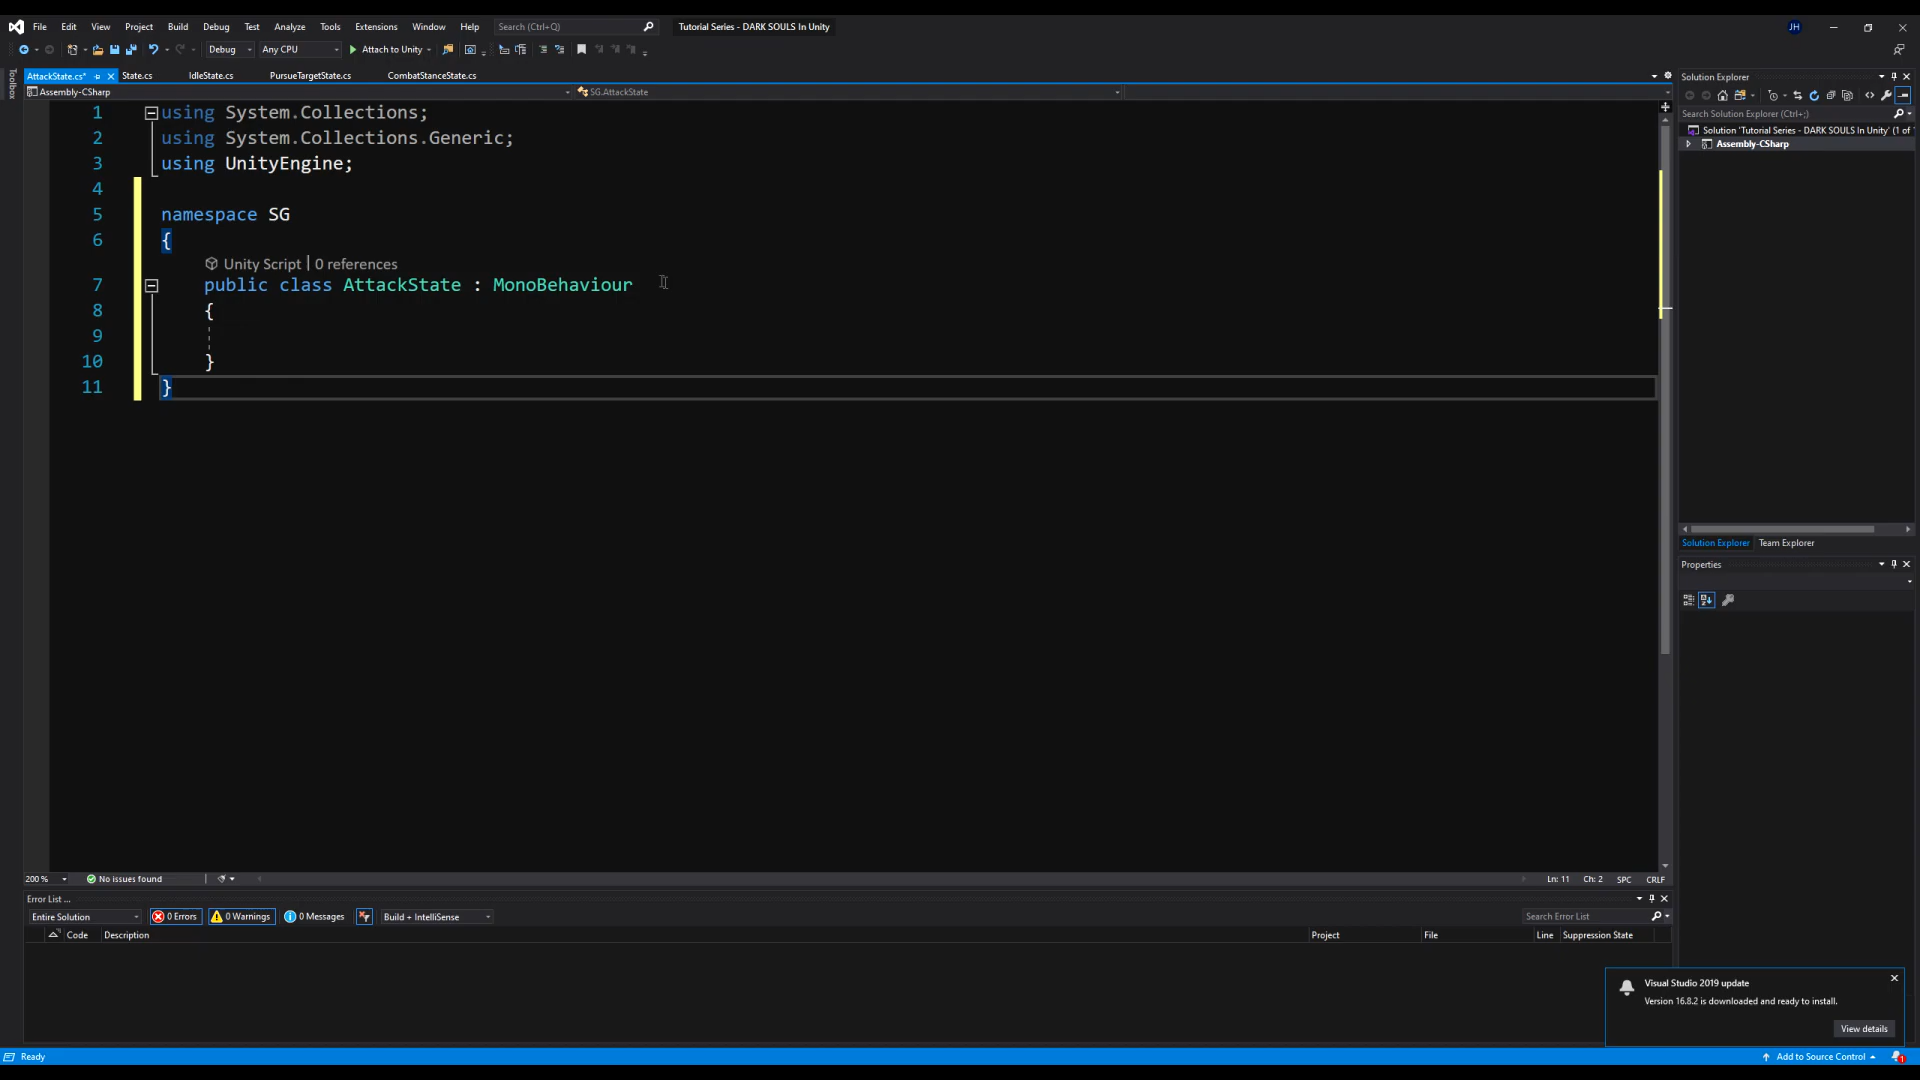 File Edit View Project Build Debug Test Analyze Tools Extensions Window Help Search (Ctrl+Q) Tutorial Series - DARK SOULS In Unity JH
Debug Any CPU Attach to Unity
AttackState.cs* State.cs IdleState.cs PursueTargetState.cs CombatStanceState.cs
Toolbox
Assembly-CSharp SG.AttackState
1 using System.Collections;
2 using System.Collections.Generic;
3 using UnityEngine;
4
5 namespace SG
6 {
Unity Script | 0 references
7 public class AttackState : MonoBehaviour
8 {
9
10 }
11 }
Solution Explorer
Search Solution Explorer (Ctrl+;)
Solution 'Tutorial Series - DARK SOULS In Unity' (1 of
Assembly-CSharp
Solution Explorer Team Explorer
Properties
200 % No issues found Ln: 11 Ch: 2 SPC CRLF
Error List ...
Entire Solution 0 Errors 0 Warnings 0 Messages Build + IntelliSense Search Error List
Code Description Project File Line Suppression State
Visual Studio 2019 update
Version 16.8.2 is downloaded and ready to install.
View details
Ready Add to Source Control 1